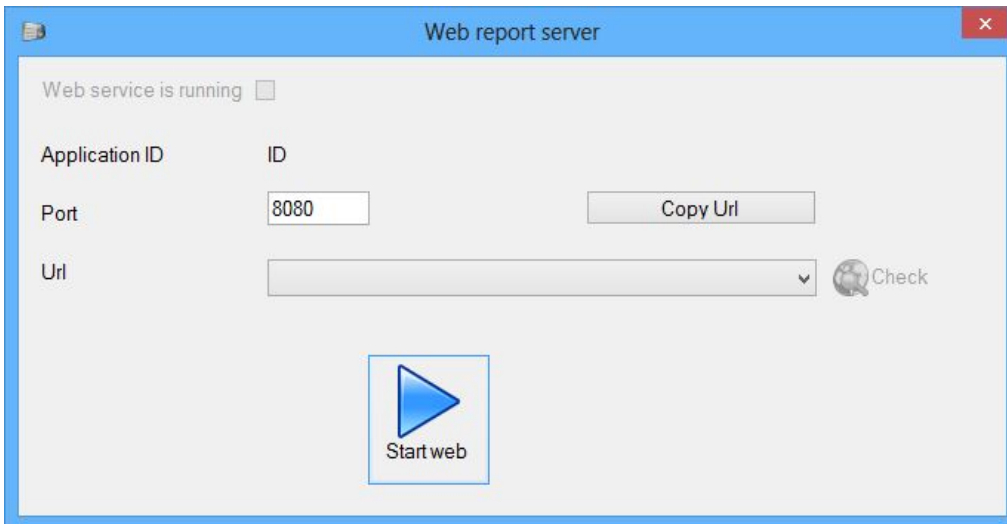 Web report server
Web service is running
Application ID ID
Port 8080 Copy Url
Url Check
Start web